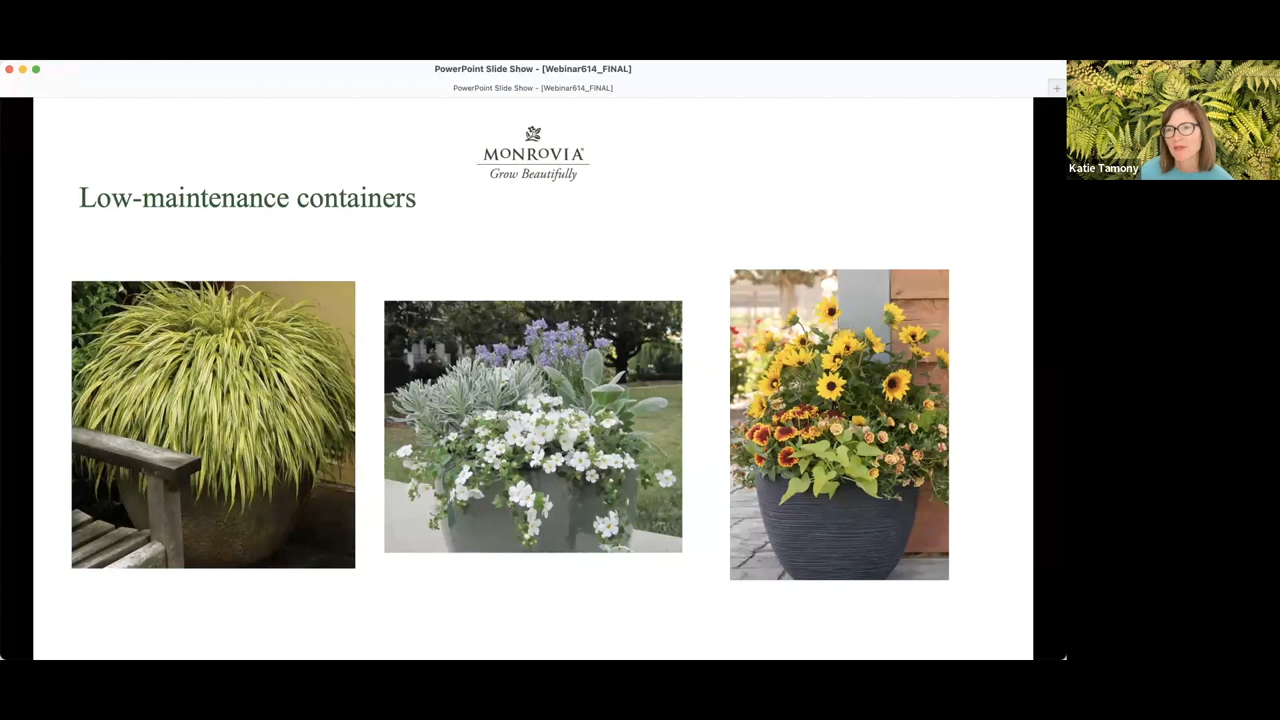 PowerPoint Slide Show - [Webinar614_FINAL]
PowerPoint Slide Show - [Webinar614_FINAL]
MONROVIA
Grow Beautifully
Low-maintenance containers
Katie Tamony